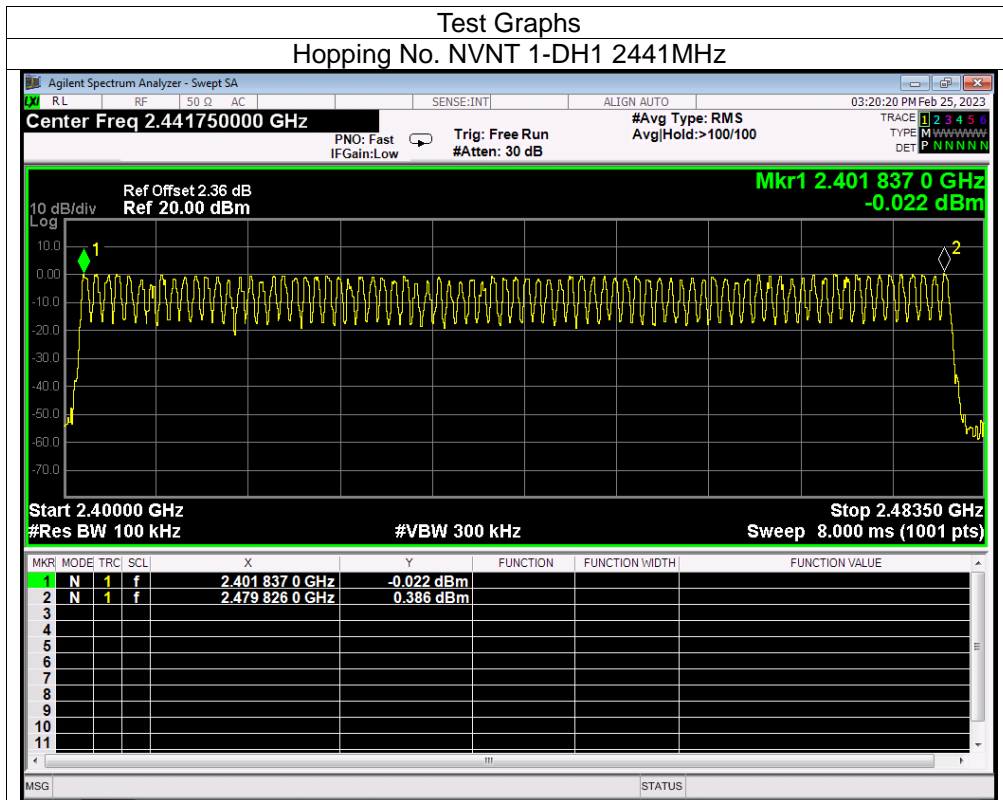 Test Graphs
Hopping No. NVNT 1-DH1 2441MHz
Agilent Spectrum Analyzer - Swept SA
LXI RL RF 50 Ω AC SENSE:INT ALIGN AUTO 03:20:20 PM Feb 25, 2023
Center Freq 2.441750000 GHz #Avg Type: RMS TRACE 1 2 3 4 5 6
PNO: Fast Trig: Free Run Avg|Hold:>100/100 TYPE M WWWWW
IFGain:Low #Atten: 30 dB DET P N N N N N
Mkr1 2.401 837 0 GHz
Ref Offset 2.36 dB
10 dB/div Ref 20.00 dBm -0.022 dBm
Log
10.0
1
2
0.00
-10.0
-20.0
-30.0
-40.0
-50.0
-60.0
-70.0
Start 2.40000 GHz Stop 2.48350 GHz
#Res BW 100 kHz #VBW 300 kHz Sweep 8.000 ms (1001 pts)
MKR MODE TRC SCL X Y FUNCTION FUNCTION WIDTH FUNCTION VALUE
1 N 1 f 2.401 837 0 GHz -0.022 dBm
2 N 1 f 2.479 826 0 GHz 0.386 dBm
3
4
5
6
7
8
9
10
11
MSG STATUS